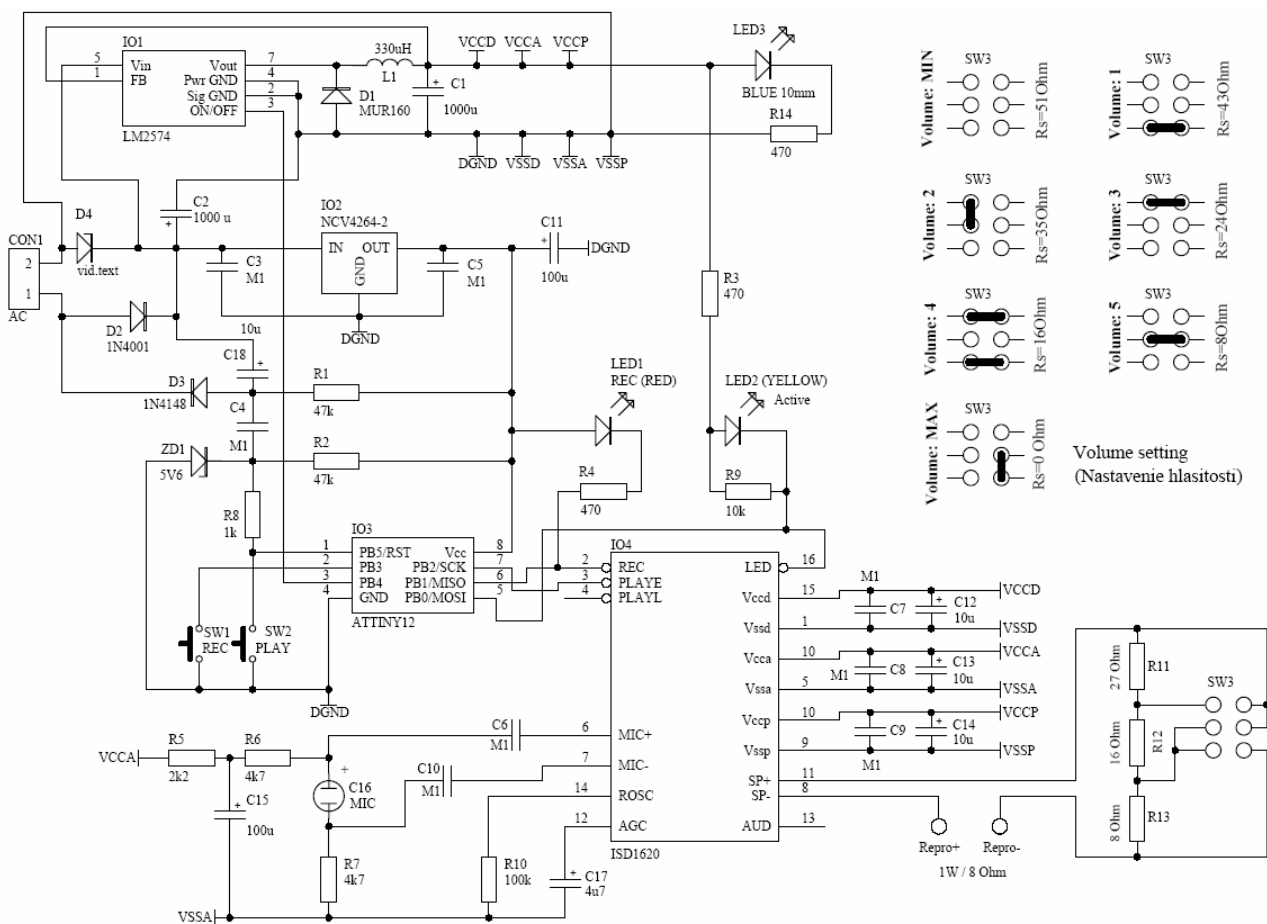 IO1
5
1
Vin
FB
Vout
Pwr GND
Sig GND
ON/OFF
7
4
2
3
LM2574
330uH
L1
D1
MUR160
C1
1000u
VCCD
VCCA
VCCP
DGND
VSSD
VSSA
VSSP
LED3
BLUE 10mm
R14
470
C2
1000 u
D4
vid.text
CON1
2
1
AC
IO2
NCV4264-2
IN
OUT
GND
DGND
C3
M1
C5
M1
C11
100u
DGND
D2
1N4001
10u
C18
D3
1N4148
C4
M1
R1
47k
ZD1
5V6
R2
47k
R8
1k
R3
470
LED1
REC (RED)
LED2 (YELLOW)
Active
R4
470
R9
10k
IO3
1
2
3
4
PB5/RST
PB3
PB4
GND
Vcc
PB2/SCK
PB1/MISO
PB0/MOSI
8
7
6
5
ATTINY12
SW1
REC
SW2
PLAY
DGND
IO4
2
3
4
REC
PLAYE
PLAYL
LED
16
Vccd
15
Vssd
1
Vcca
10
Vssa
5
Vccp
10
Vssp
9
SP+
11
SP-
8
AUD
13
6
MIC+
7
MIC-
14
ROSC
12
AGC
ISD1620
M1
C7
C12
10u
VCCD
VSSD
M1
C8
C13
10u
VCCA
VSSA
C9
M1
C14
10u
VCCP
VSSP
VCCA
R5
2k2
R6
4k7
C15
100u
C16
MIC
C6
M1
C10
M1
R7
4k7
R10
100k
C17
4u7
VSSA
Repro+
Repro-
1W / 8 Ohm
27 Ohm
R11
16 Ohm
R12
8 Ohm
R13
SW3
Volume: MIN
SW3
Rs=51Ohm
Volume: 1
SW3
Rs=43Ohm
Volume: 2
SW3
Rs=35Ohm
Volume: 3
SW3
Rs=24Ohm
Volume: 4
SW3
Rs=16Ohm
Volume: 5
SW3
Rs=8Ohm
Volume: MAX
SW3
Rs=0 Ohm
Volume setting
(Nastavenie hlasitosti)